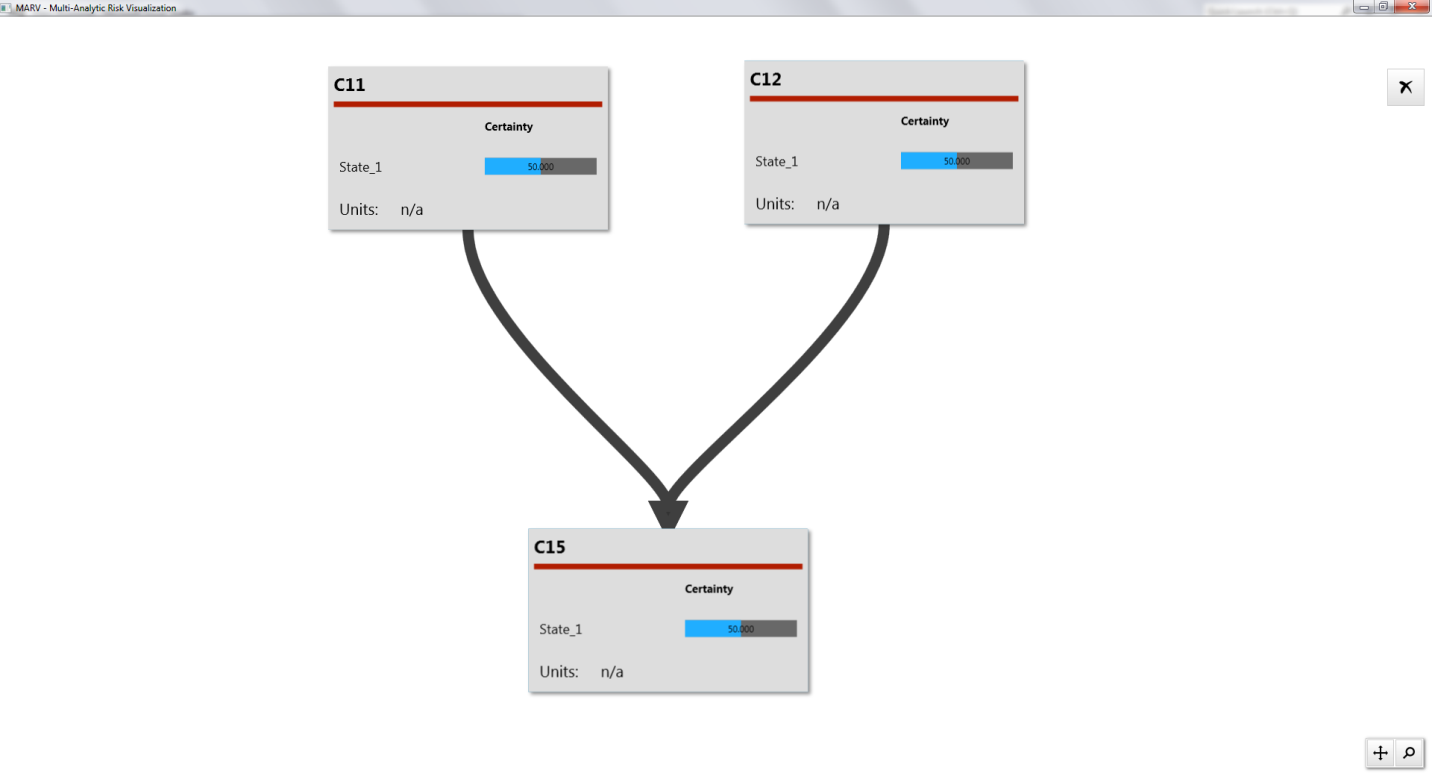 MARV - Multi-Analytic Risk Visualization
C11
Certainty
State_1 50.000
Units: n/a
C12
Certainty
State_1 50.000
Units: n/a
C15
Certainty
State_1 50.000
Units: n/a